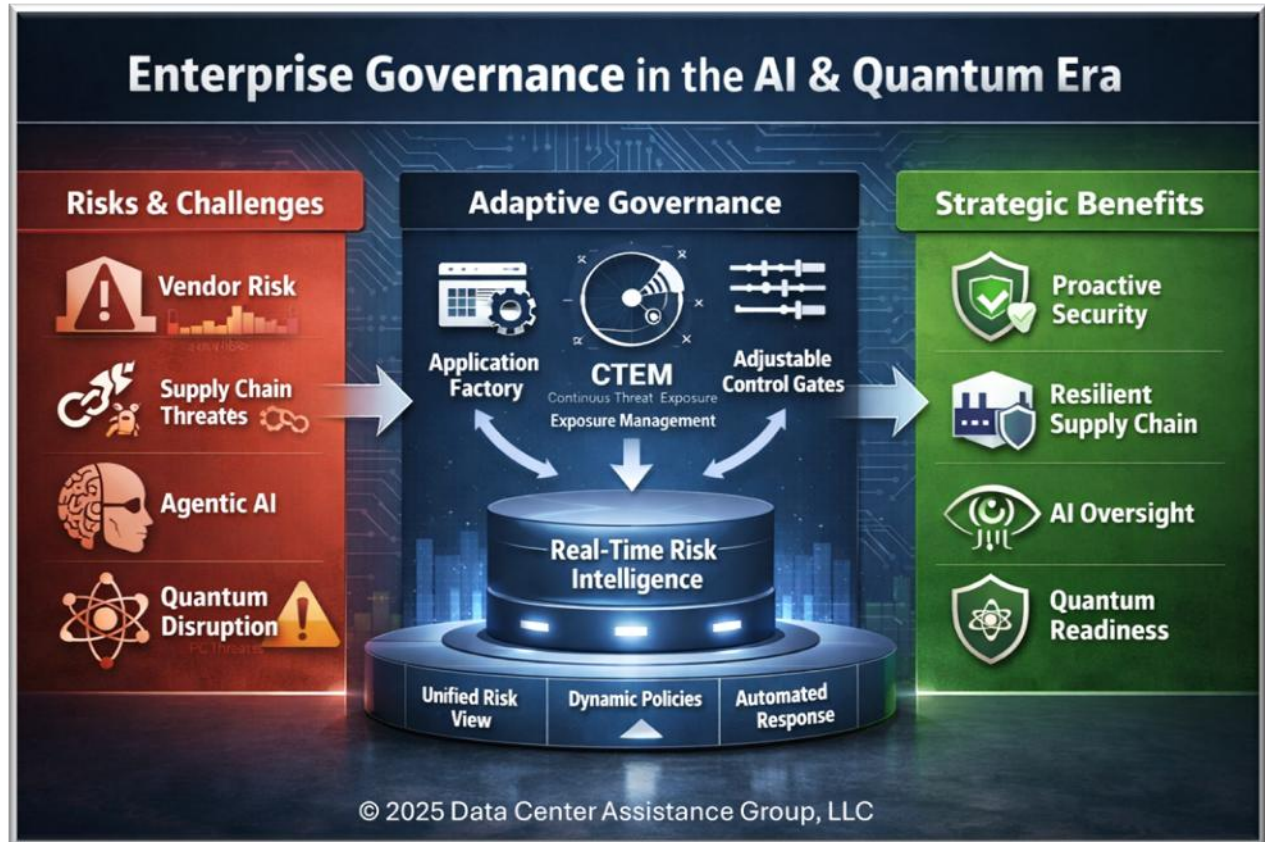 Enterprise Governance in the AI & Quantum Era
Risks & Challenges
Vendor Risk
Supply Chain
Threates
Agentic AI
Quantum
Disruption
PC Threates
Adaptive Governance
Application
Factory
CTEM
Continuus Threat Exposure
Exposure Management
Adjustable
Control Gates
Real-Time Risk
Intelligence
Unified Risk
View
Dynamic Policies
Automated
Response
Strategic Benefits
Proactive
Security
Resilient
Supply Chain
AI Oversight
Quantum
Readiness
© 2025 Data Center Assistance Group, LLC